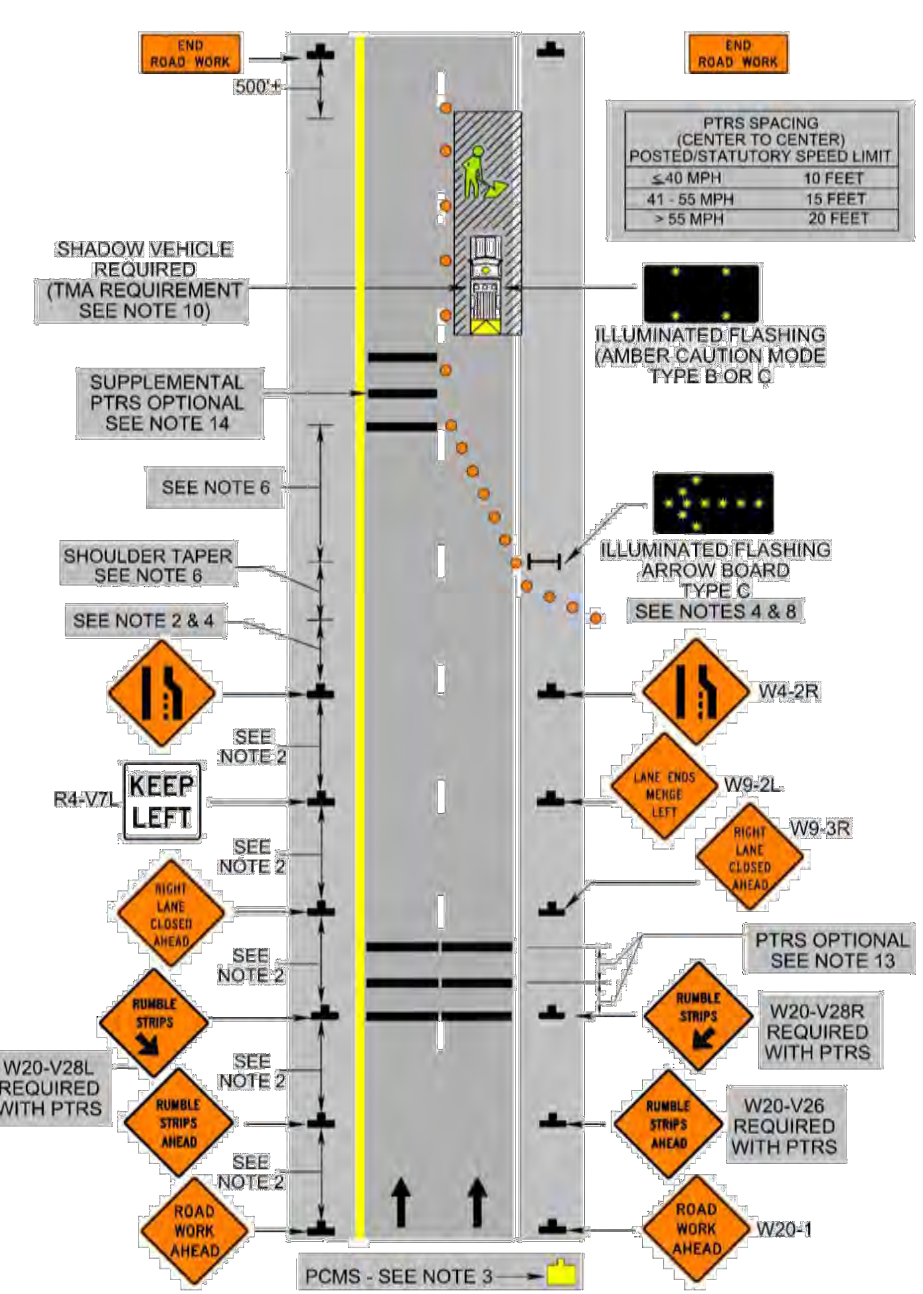 END
ROAD WORK
END
ROAD WORK
500'±
PTRS SPACING
(CENTER TO CENTER)
POSTED/STATUTORY SPEED LIMIT
≤40 MPH 10 FEET
41 - 55 MPH 15 FEET
> 55 MPH 20 FEET
SHADOW VEHICLE
REQUIRED
(TMA REQUIREMENT
SEE NOTE 10)
ILLUMINATED FLASHING
(AMBER CAUTION MODE
TYPE B OR C
SUPPLEMENTAL
PTRS OPTIONAL
SEE NOTE 14
SEE NOTE 6
SHOULDER TAPER
SEE NOTE 6
ILLUMINATED FLASHING
ARROW BOARD
TYPE C
SEE NOTES 4 & 8
SEE NOTE 2 & 4
W4-2R
SEE
NOTE 2
R4-V7L
KEEP
LEFT
LANE ENDS
MERGE
LEFT
W9-2L
SEE
NOTE 2
RIGHT
LANE
CLOSED
AHEAD
W9-3R
RIGHT
LANE
CLOSED
AHEAD
SEE
NOTE 2
PTRS OPTIONAL
SEE NOTE 13
RUMBLE
STRIPS
RUMBLE
STRIPS
W20-V28R
REQUIRED
WITH PTRS
W20-V28L
REQUIRED
WITH PTRS
SEE
NOTE 2
RUMBLE
STRIPS
AHEAD
RUMBLE
STRIPS
AHEAD
W20-V26
REQUIRED
WITH PTRS
SEE
NOTE 2
ROAD
WORK
AHEAD
ROAD
WORK
AHEAD
W20-1
PCMS - SEE NOTE 3